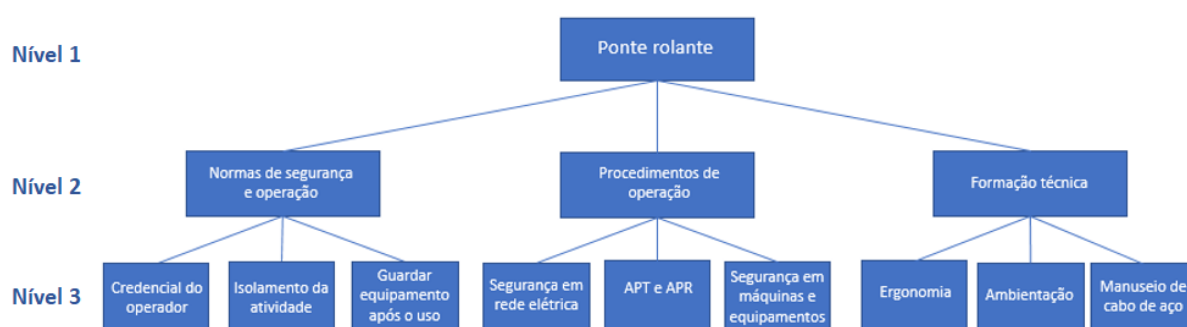 Nível 1
Ponte rolante
Nível 2
Normas de segurança
e operação
Procedimentos de
operação
Formação técnica
Nível 3
Credencial do
operador
Isolamento da
atividade
Guardar
equipamento
após o uso
Segurança em
rede elétrica
APT e APR
Segurança em
máquinas e
equipamentos
Ergonomia
Ambientação
Manuseio de
cabo de aço